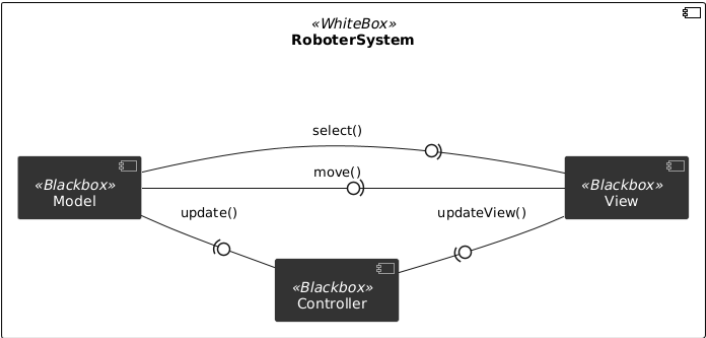 «WhiteBox»
RoboterSystem
select()
move()
«Blackbox»
Model
«Blackbox»
View
update()
updateView()
«Blackbox»
Controller